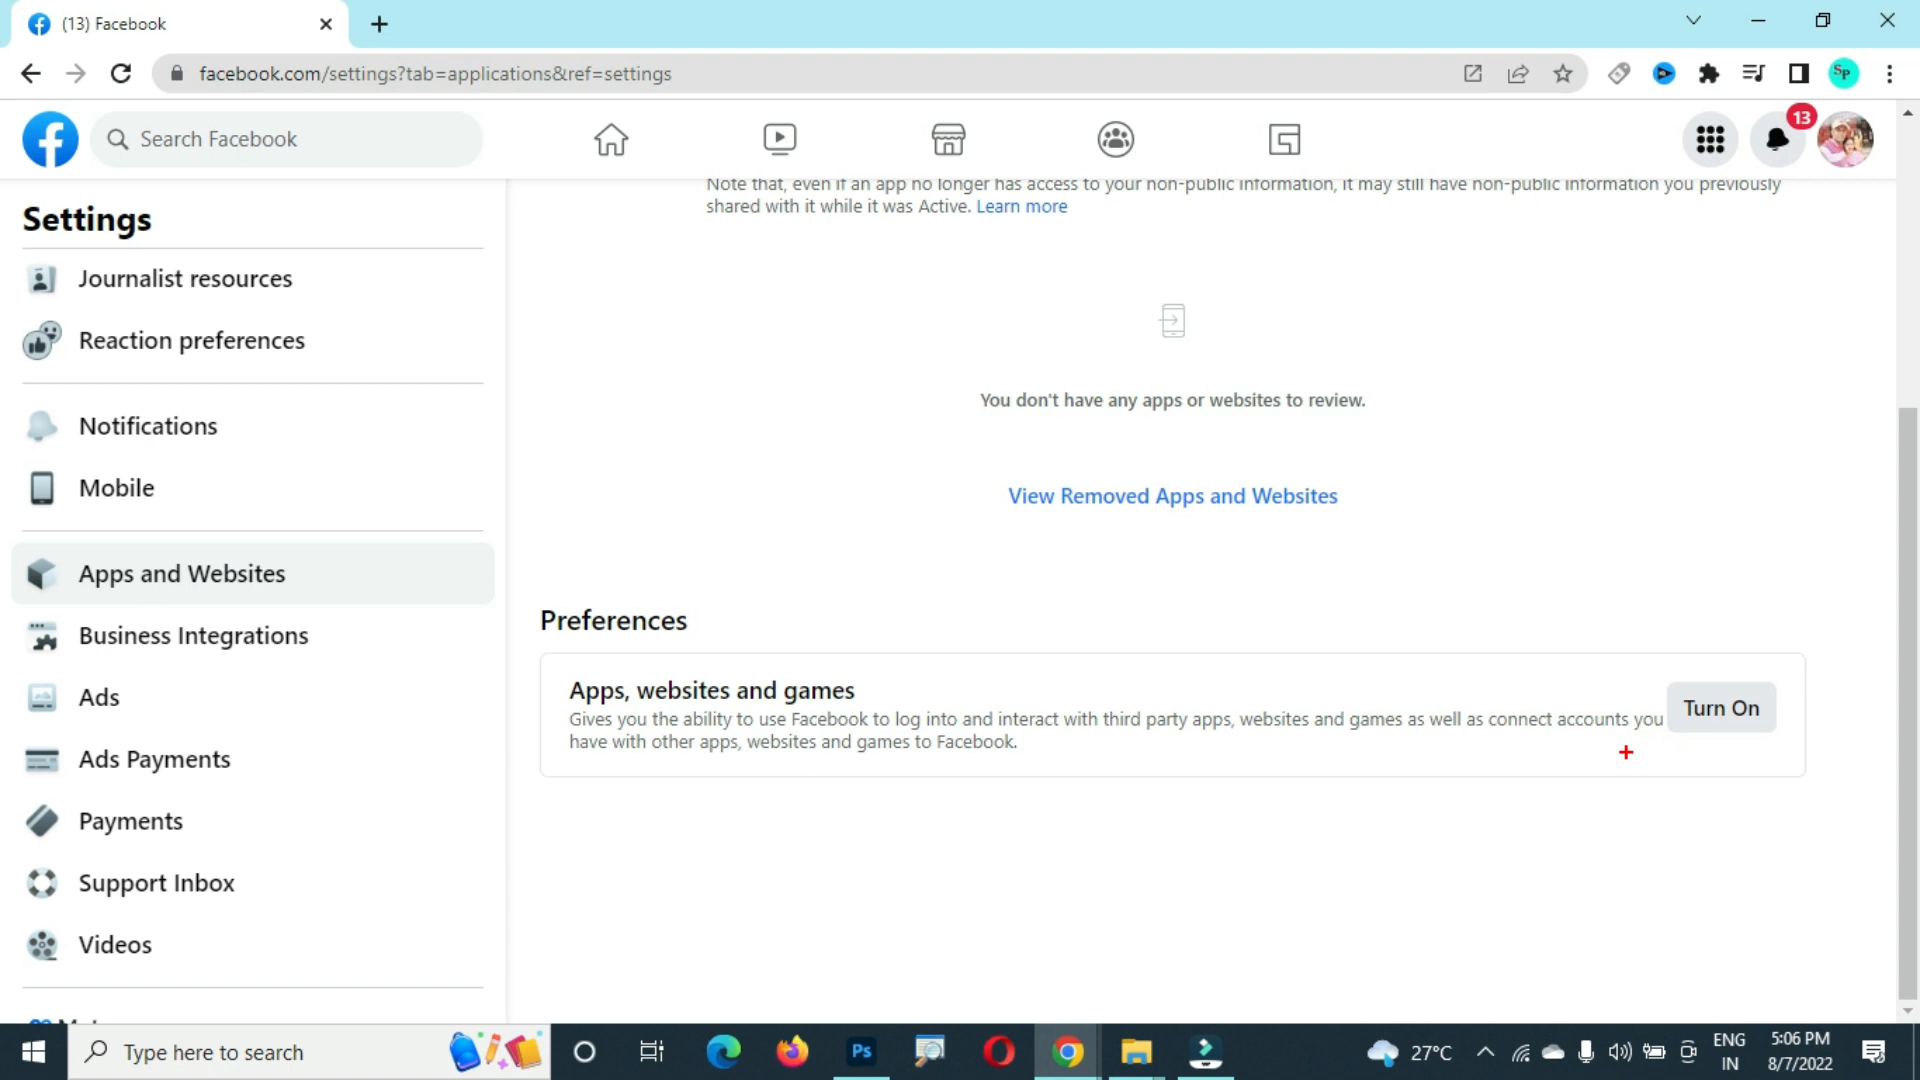 (13) Facebook
facebook.com/settings?tab=applications&ref=settings
SP
Search Facebook
13
Note that, even if an app no longer has access to your non-public information, it may still have non-public information you previously
shared with it while it was Active. Learn more
Settings
Journalist resources
Reaction preferences
Notifications
Mobile
Apps and Websites
Business Integrations
Ads
Ads Payments
Payments
Support Inbox
Videos
You don't have any apps or websites to review.
View Removed Apps and Websites
Preferences
Apps, websites and games
Gives you the ability to use Facebook to log into and interact with third party apps, websites and games as well as connect accounts you
have with other apps, websites and games to Facebook.
Turn On
Type here to search
Ps
27°C
ENG
IN
5:06 PM
8/7/2022